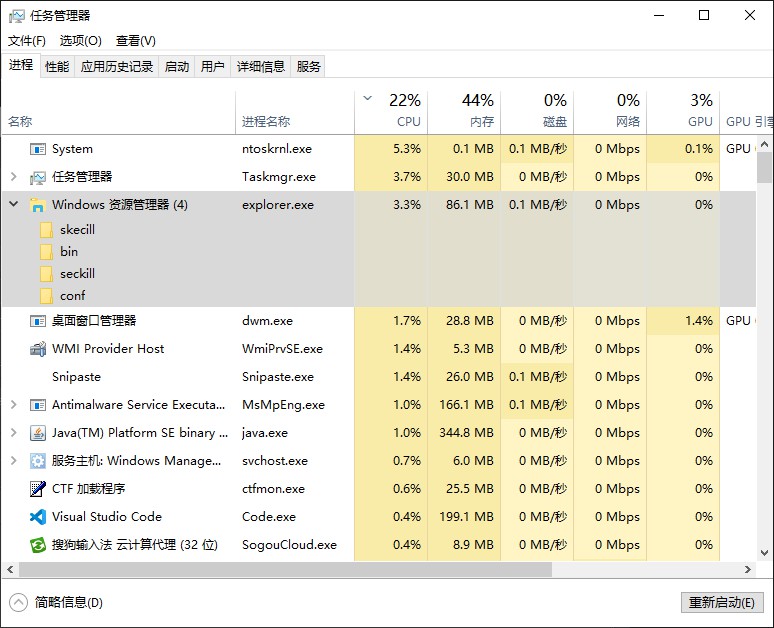 任务管理器
文件(F) 选项(O) 查看(V)
进程 性能 应用历史记录 启动 用户 详细信息 服务
22% 44% 0% 0% 3%
名称 进程名称 CPU 内存 磁盘 网络 GPU GPU 引擎
System ntoskrnl.exe 5.3% 0.1 MB 0.1 MB/秒 0 Mbps 0.1% GPU
任务管理器 Taskmgr.exe 3.7% 30.0 MB 0 MB/秒 0 Mbps 0%
Windows 资源管理器 (4) explorer.exe 3.3% 86.1 MB 0.1 MB/秒 0 Mbps 0%
skecill
bin
seckill
conf
桌面窗口管理器 dwm.exe 1.7% 28.8 MB 0 MB/秒 0 Mbps 1.4% GPU
WMI Provider Host WmiPrvSE.exe 1.4% 5.3 MB 0 MB/秒 0 Mbps 0%
Snipaste Snipaste.exe 1.4% 26.0 MB 0.1 MB/秒 0 Mbps 0%
Antimalware Service Executa... MsMpEng.exe 1.0% 166.1 MB 0.1 MB/秒 0 Mbps 0%
Java(TM) Platform SE binary ... java.exe 1.0% 344.8 MB 0 MB/秒 0 Mbps 0%
服务主机: Windows Manage... svchost.exe 0.7% 6.0 MB 0 MB/秒 0 Mbps 0%
CTF 加载程序 ctfmon.exe 0.6% 25.5 MB 0 MB/秒 0 Mbps 0%
Visual Studio Code Code.exe 0.4% 199.1 MB 0 MB/秒 0 Mbps 0%
搜狗输入法 云计算代理 (32 位) SogouCloud.exe 0.4% 8.9 MB 0 MB/秒 0 Mbps 0%
简略信息(D) 重新启动(E)